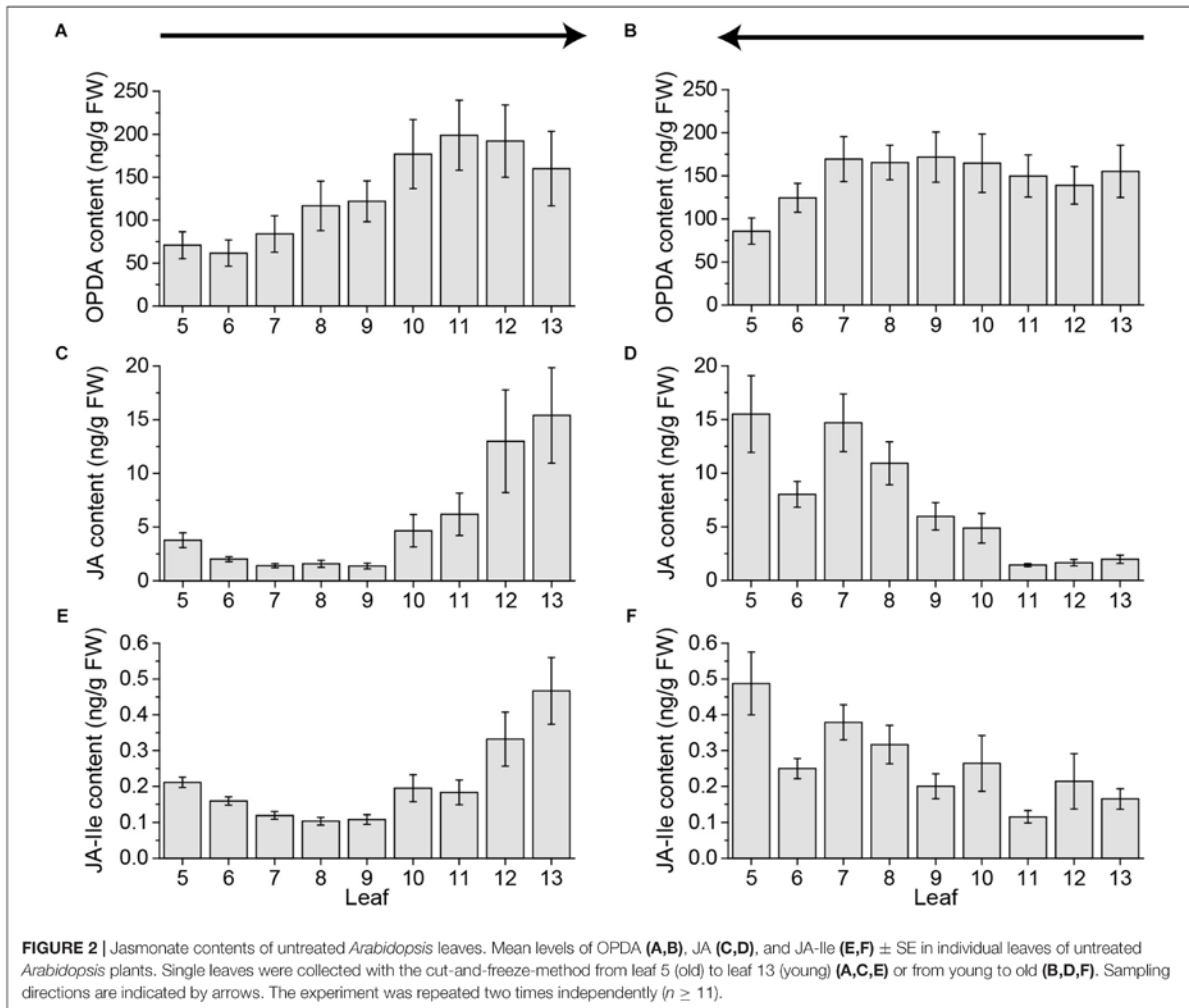 A
B
OPDA content (ng/g FW)
250
200
150
100
50
0
5 6 7 8 9 10 11 12 13
OPDA content (ng/g FW)
250
200
150
100
50
0
5 6 7 8 9 10 11 12 13
C
JA content (ng/g FW)
20
15
10
5
0
5 6 7 8 9 10 11 12 13
D
JA content (ng/g FW)
20
15
10
5
0
5 6 7 8 9 10 11 12 13
E
JA-Ile content (ng/g FW)
0.6
0.5
0.4
0.3
0.2
0.1
0.0
5 6 7 8 9 10 11 12 13
Leaf
F
JA-Ile content (ng/g FW)
0.6
0.5
0.4
0.3
0.2
0.1
0.0
5 6 7 8 9 10 11 12 13
Leaf
FIGURE 2 | Jasmonate contents of untreated Arabidopsis leaves. Mean levels of OPDA (A,B), JA (C,D), and JA-Ile (E,F) ± SE in individual leaves of untreated
Arabidopsis plants. Single leaves were collected with the cut-and-freeze-method from leaf 5 (old) to leaf 13 (young) (A,C,E) or from young to old (B,D,F). Sampling
directions are indicated by arrows. The experiment was repeated two times independently (n ≥ 11).